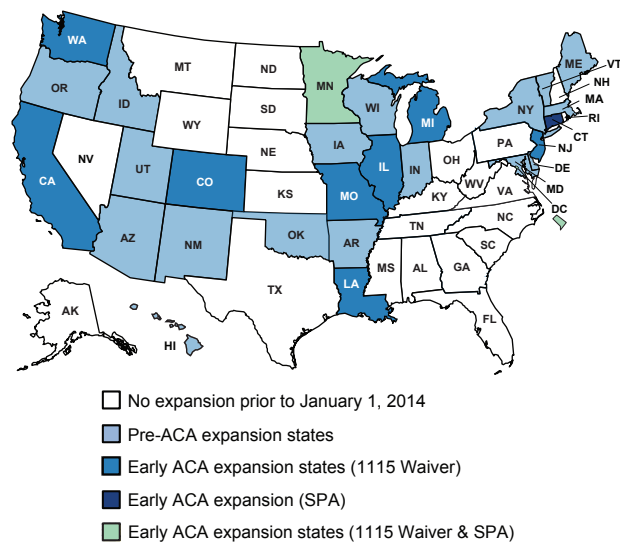 WA
MT
ND
MN
ME
VT
NH
OR
ID
SD
WI
NY
MA
WY
MI
RI
IA
PA
CT
NV
NE
NJ
UT
IL
IN
OH
DE
CA
CO
MD
KS
MO
WV
VA
DC
KY
NC
AZ
NM
OK
AR
TN
SC
MS
AL
GA
TX
LA
AK
FL
HI
No expansion prior to January 1, 2014
Pre-ACA expansion states
Early ACA expansion states (1115 Waiver)
Early ACA expansion (SPA)
Early ACA expansion states (1115 Waiver & SPA)